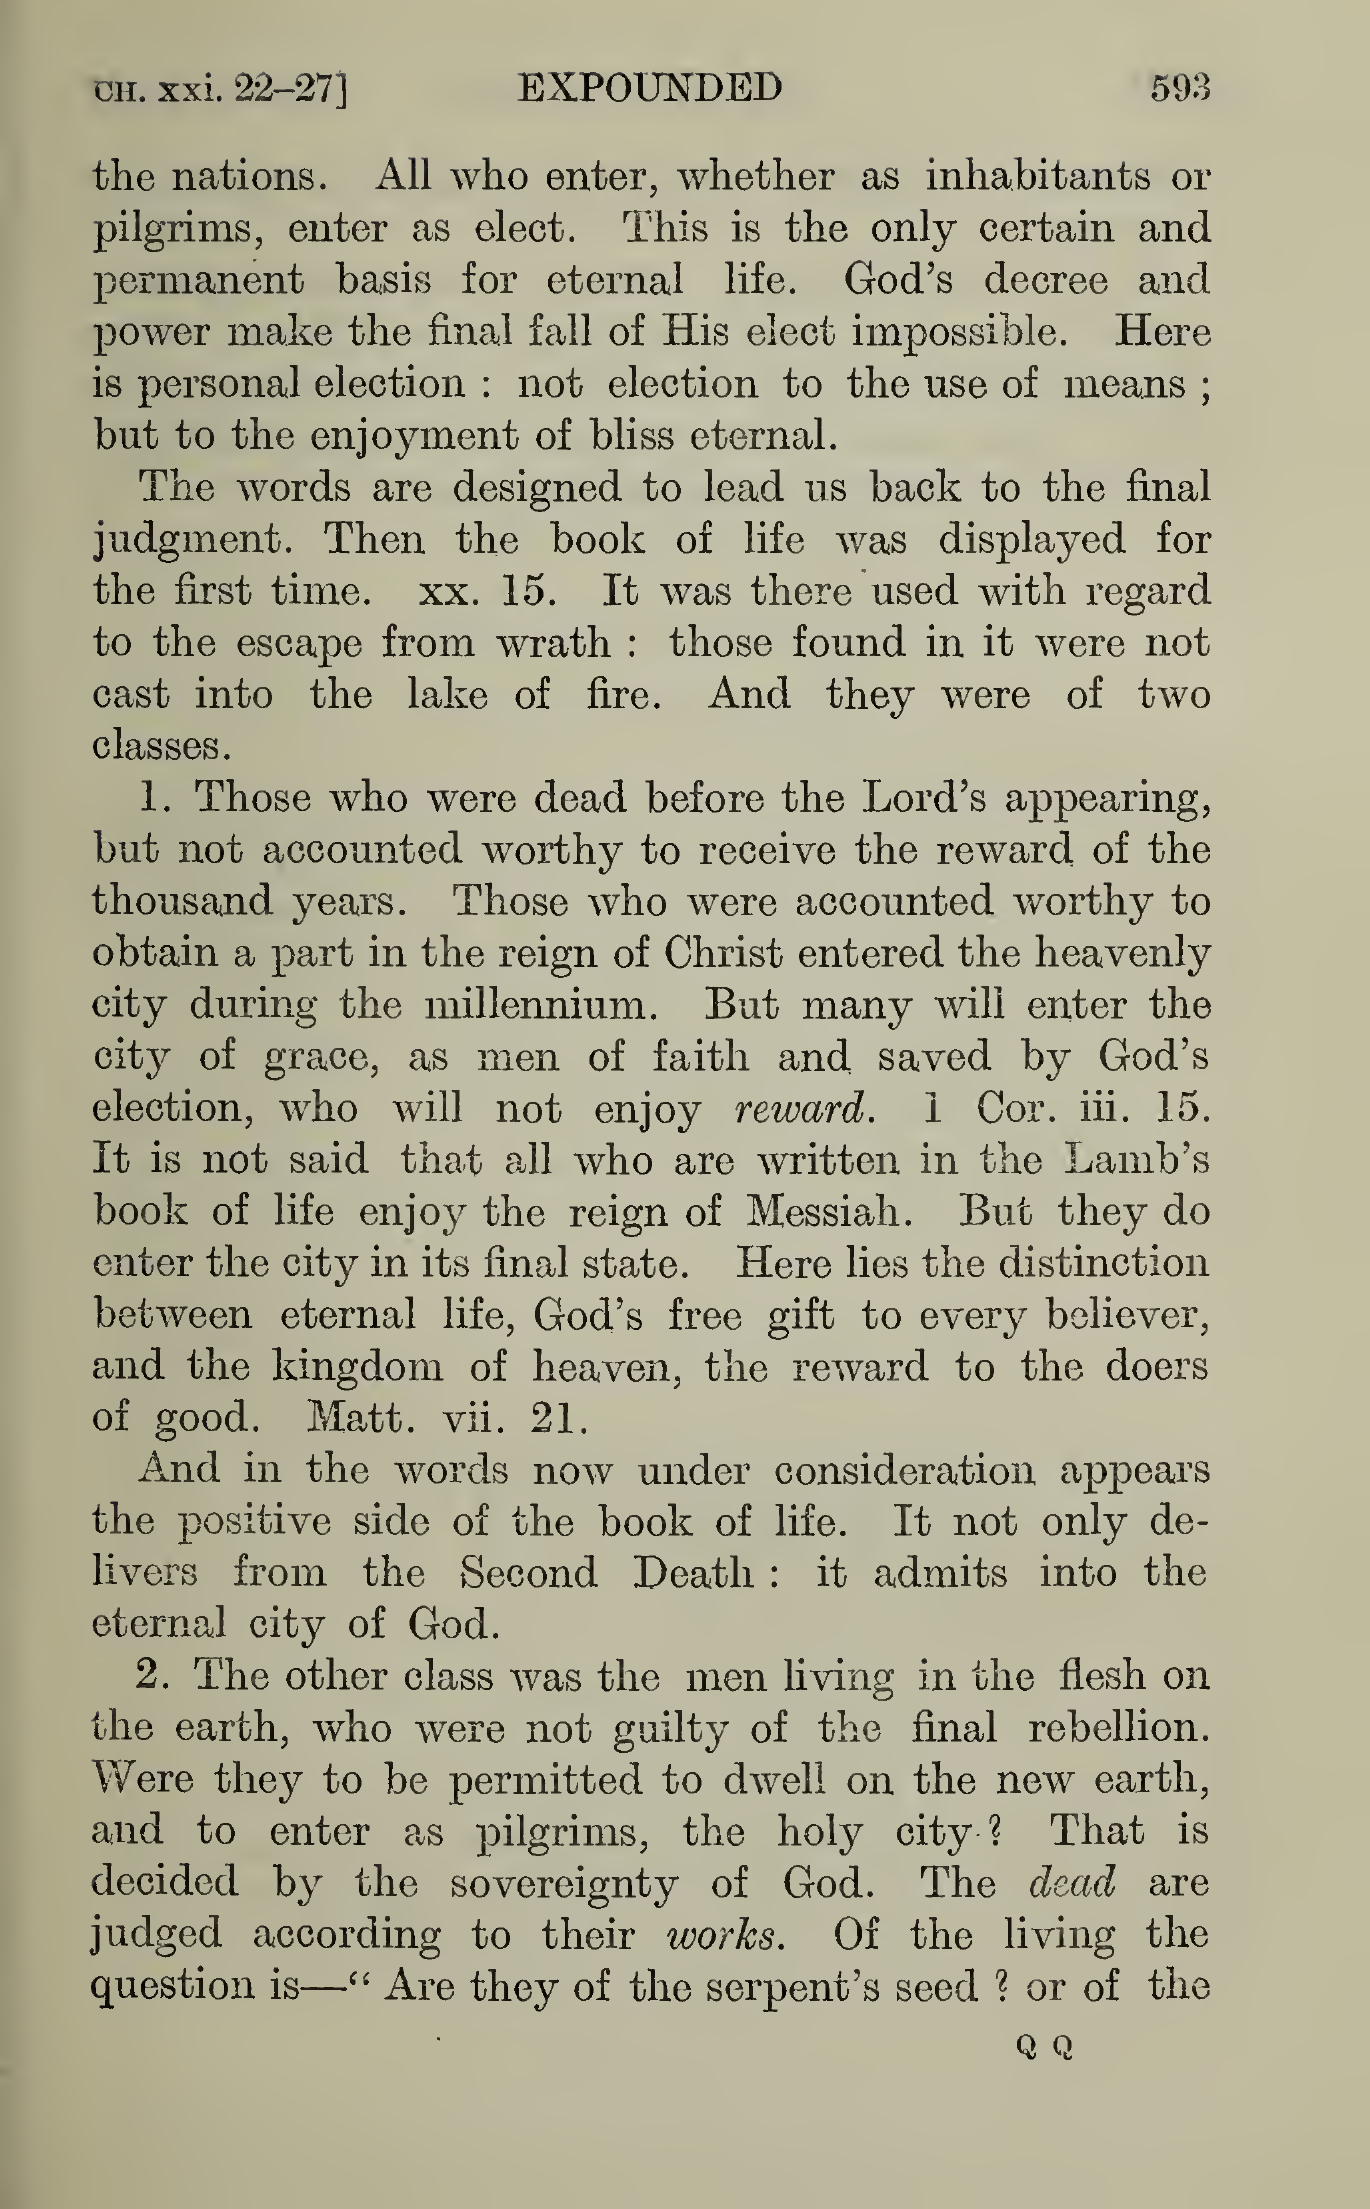 CH. xxi. 22–27] EXPOUNDED 593
the nations. All who enter, whether as inhabitants or
pilgrims, enter as elect. This is the only certain and
permanent basis for eternal life. God's decree and
power make the final fall of His elect impossible. Here
is personal election : not election to the use of means ;
but to the enjoyment of bliss eternal.
The words are designed to lead us back to the final
judgment. Then the book of life was displayed for
the first time. xx. 15. It was there used with regard
to the escape from wrath : those found in it were not
cast into the lake of fire. And they were of two
classes.
1. Those who were dead before the Lord's appearing,
but not accounted worthy to receive the reward of the
thousand years. Those who were accounted worthy to
obtain a part in the reign of Christ entered the heavenly
city during the millennium. But many will enter the
city of grace, as men of faith and saved by God's
election, who will not enjoy reward. 1 Cor. iii. 15.
It is not said that all who are written in the Lamb's
book of life enjoy the reign of Messiah. But they do
enter the city in its final state. Here lies the distinction
between eternal life, God's free gift to every believer,
and the kingdom of heaven, the reward to the doers
of good. Matt. vii. 21.
And in the words now under consideration appears
the positive side of the book of life. It not only de-
livers from the Second Death : it admits into the
eternal city of God.
2. The other class was the men living in the flesh on
the earth, who were not guilty of the final rebellion.
Were they to be permitted to dwell on the new earth,
and to enter as pilgrims, the holy city ? That is
decided by the sovereignty of God. The dead are
judged according to their works. Of the living the
question is—“ Are they of the serpent's seed ? or of the
Q Q